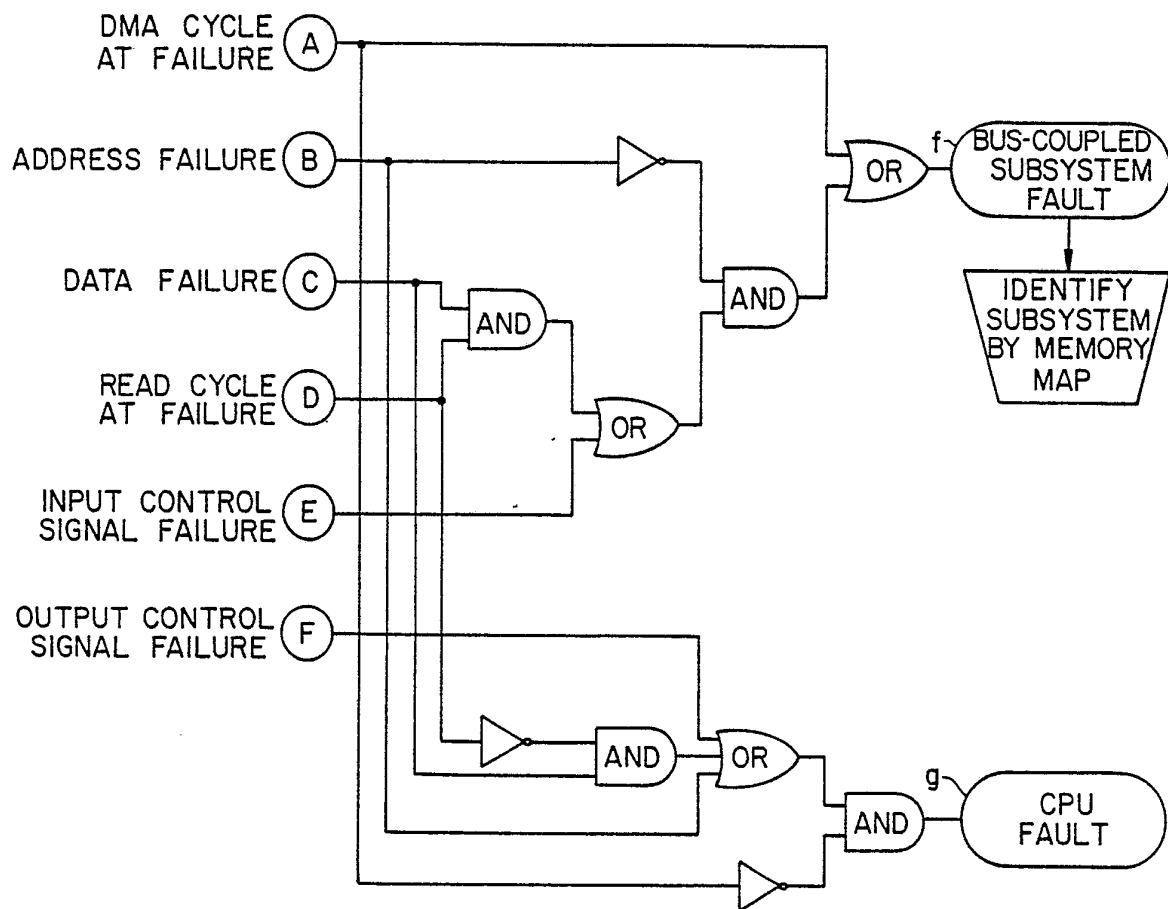 DMA CYCLE
AT FAILURE
A
ADDRESS FAILURE
B
f
BUS-COUPLED
SUBSYSTEM
FAULT
OR
DATA FAILURE
C
AND
AND
IDENTIFY
SUBSYSTEM
BY MEMORY
MAP
READ CYCLE
AT FAILURE
D
OR
INPUT CONTROL
SIGNAL FAILURE
E
OUTPUT CONTROL
SIGNAL FAILURE
F
AND
OR
AND
g
CPU
FAULT